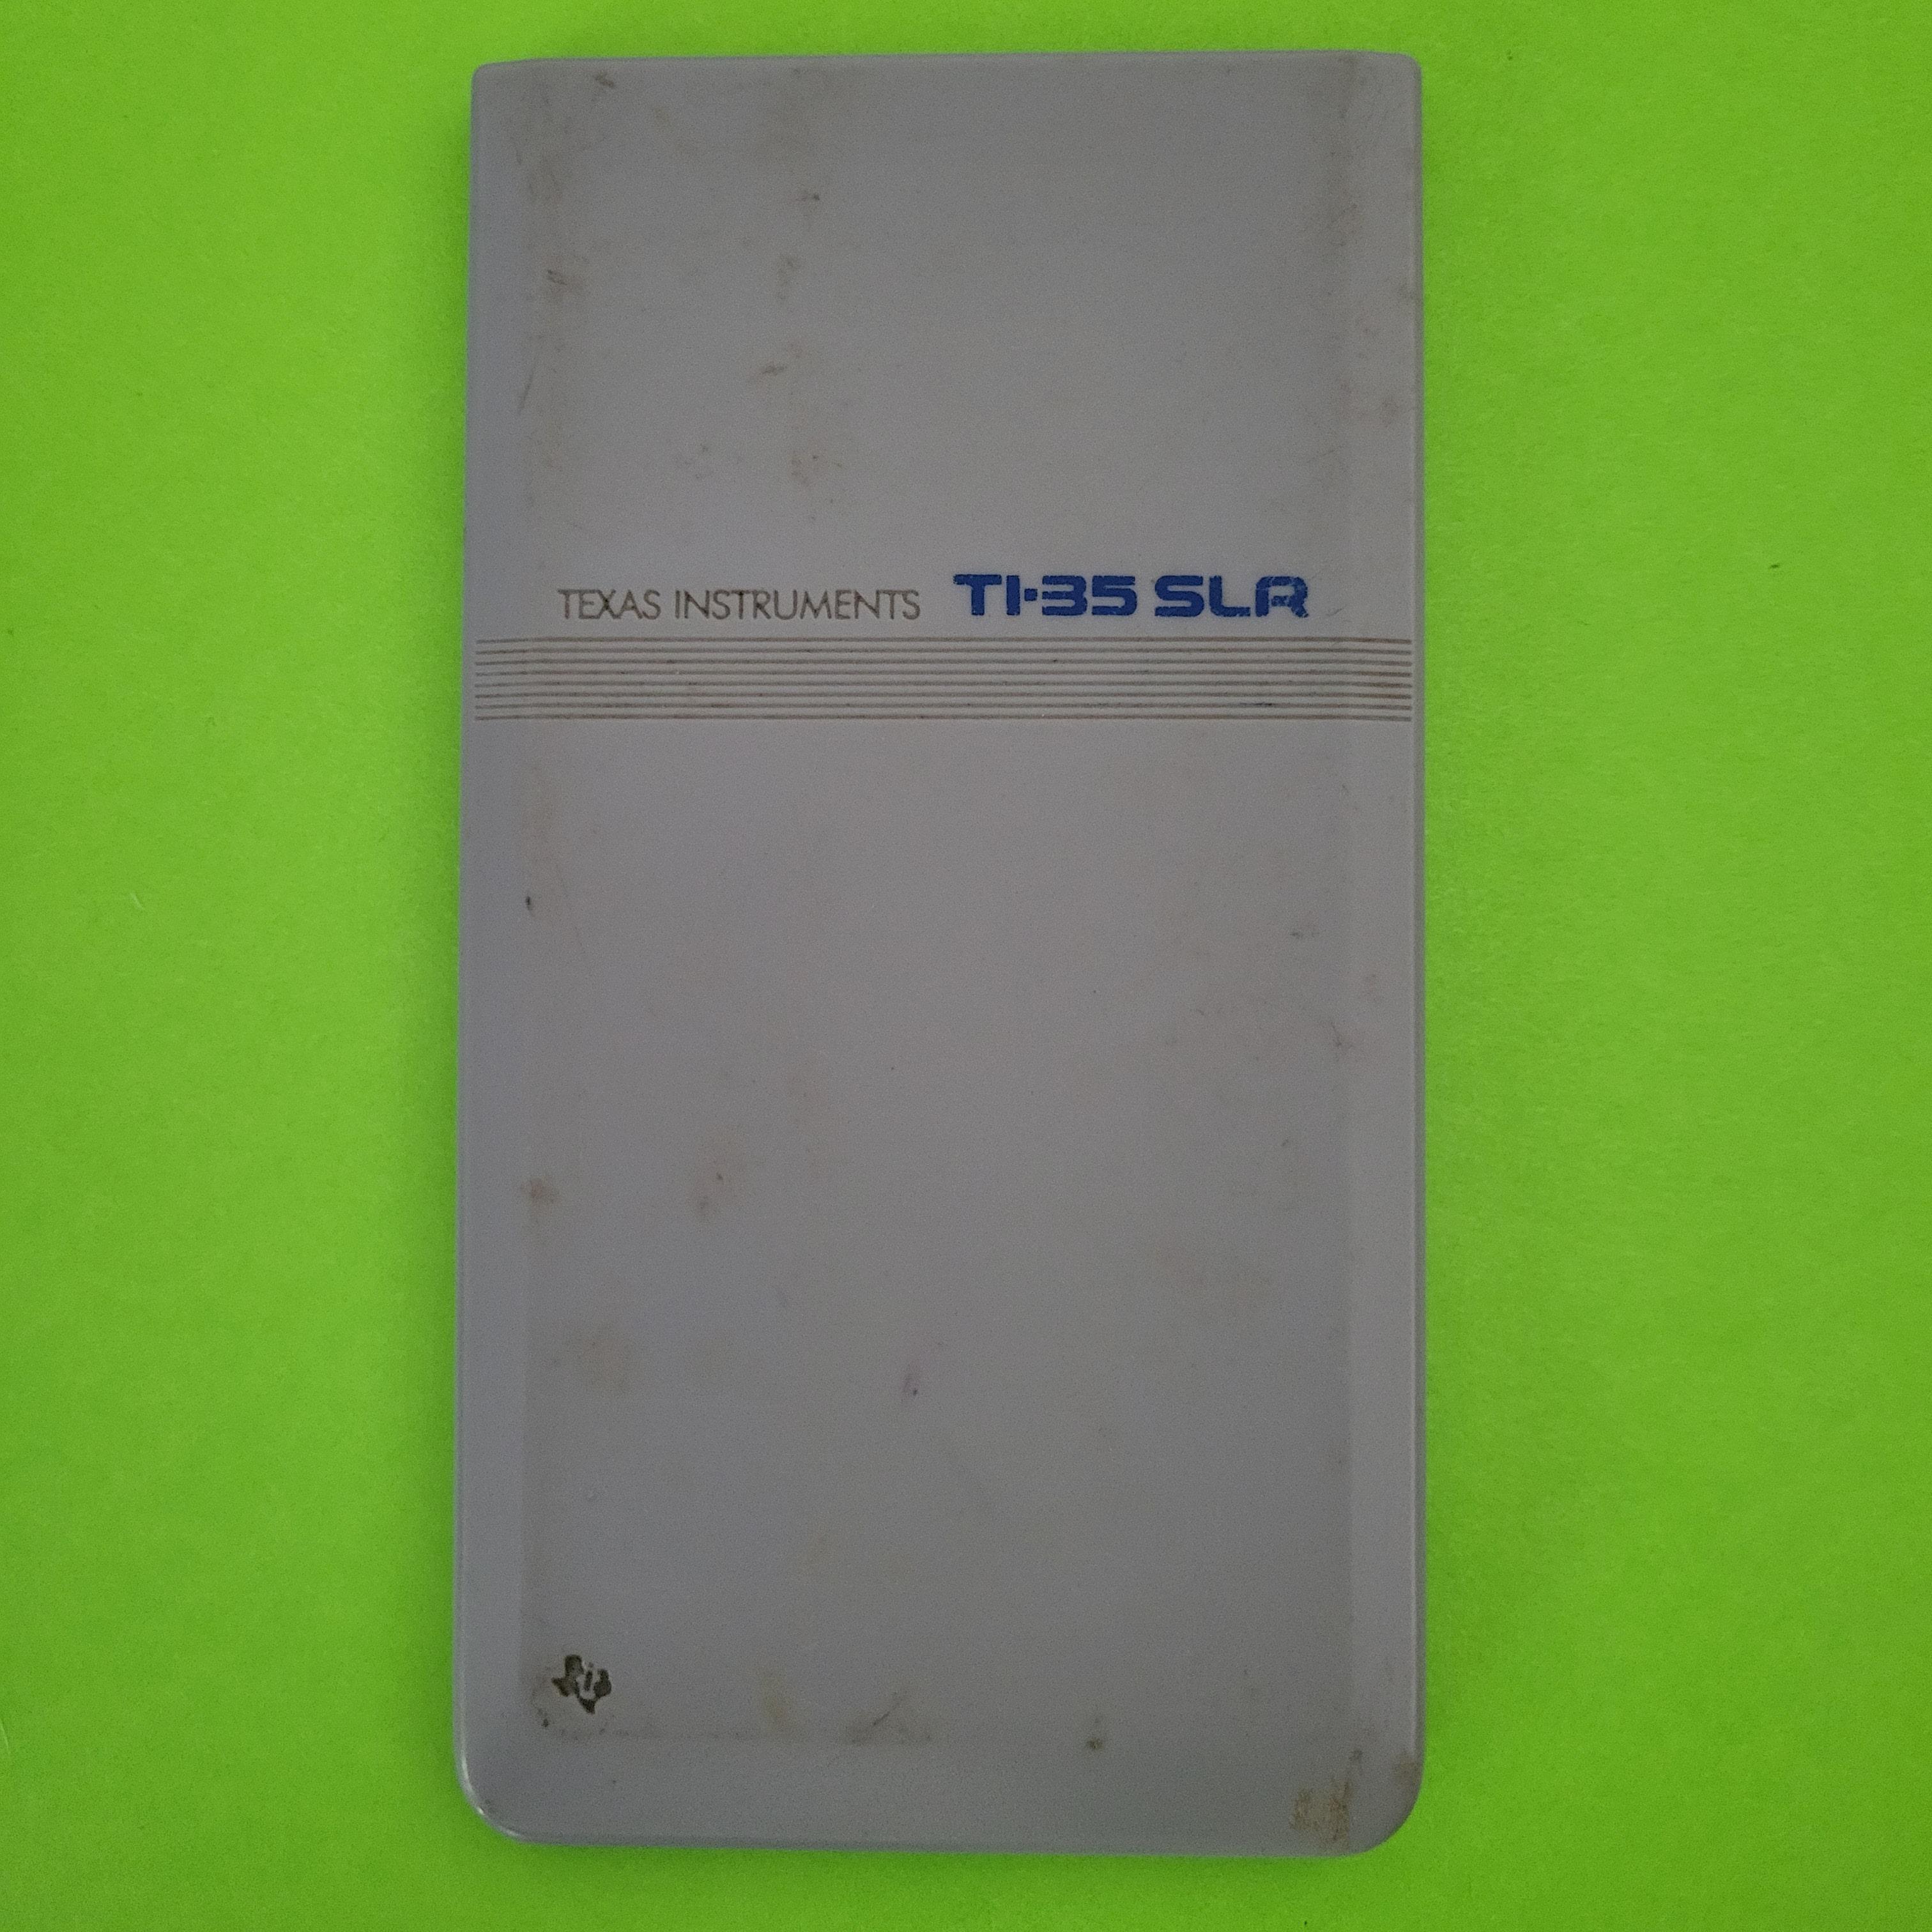 TEXAS INSTRUMENTS TI-35 SLR